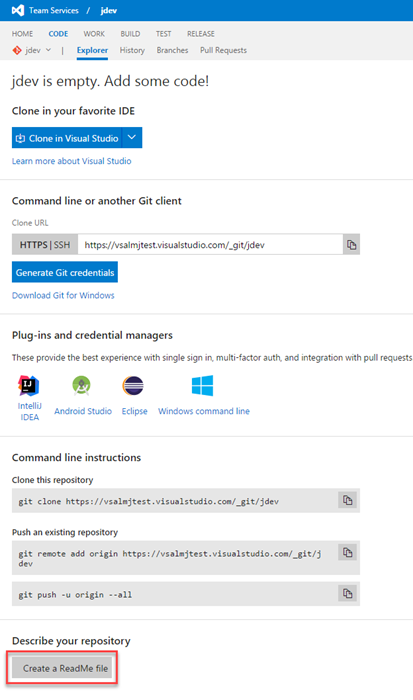 Team Services / jdev
HOME CODE WORK BUILD TEST RELEASE
jdev | Explorer History Branches Pull Requests
jdev is empty. Add some code!
Clone in your favorite IDE
Clone in Visual Studio
Learn more about Visual Studio
Command line or another Git client
Clone URL
HTTPS | SSH https://vsalmjtest.visualstudio.com/_git/jdev
Generate Git credentials
Download Git for Windows
Plug-ins and credential managers
These provide the best experience with single sign in, multi-factor auth, and integration with pull requests
IntelliJ Android Studio Eclipse Windows command line
IDEA
Command line instructions
Clone this repository
git clone https://vsalmjtest.visualstudio.com/_git/jdev
Push an existing repository
git remote add origin https://vsalmjtest.visualstudio.com/_git/j
dev
git push -u origin --all
Describe your repository
Create a ReadMe file